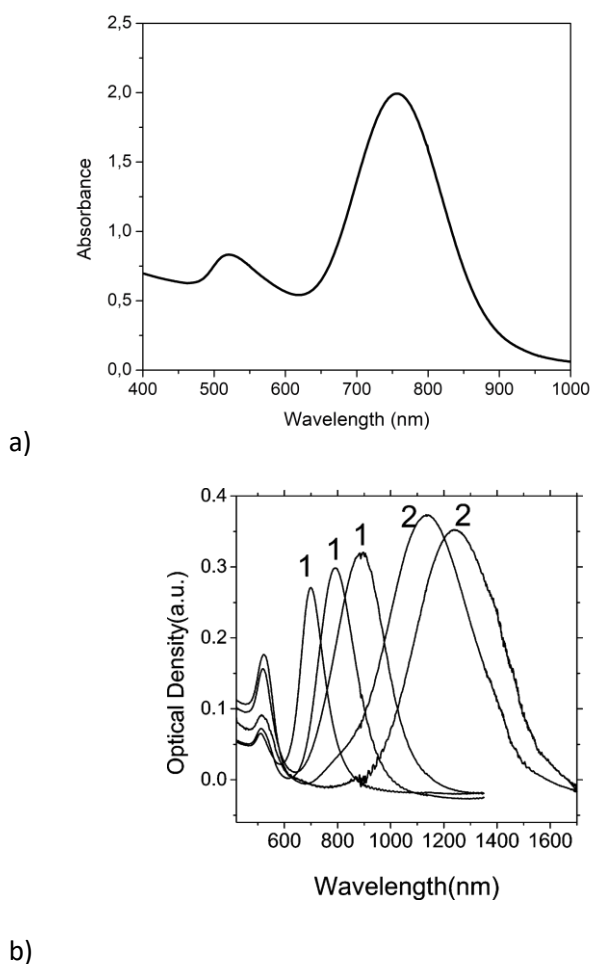 2,5
2,0
1,5
1,0
0,5
0,0
Absorbance
400 500 600 700 800 900 1000
Wavelength (nm)
a)
0.4
0.3
0.2
0.1
0.0
Optical Density(a.u.)
1 1 1 2 2
600 800 1000 1200 1400 1600
Wavelength(nm)
b)